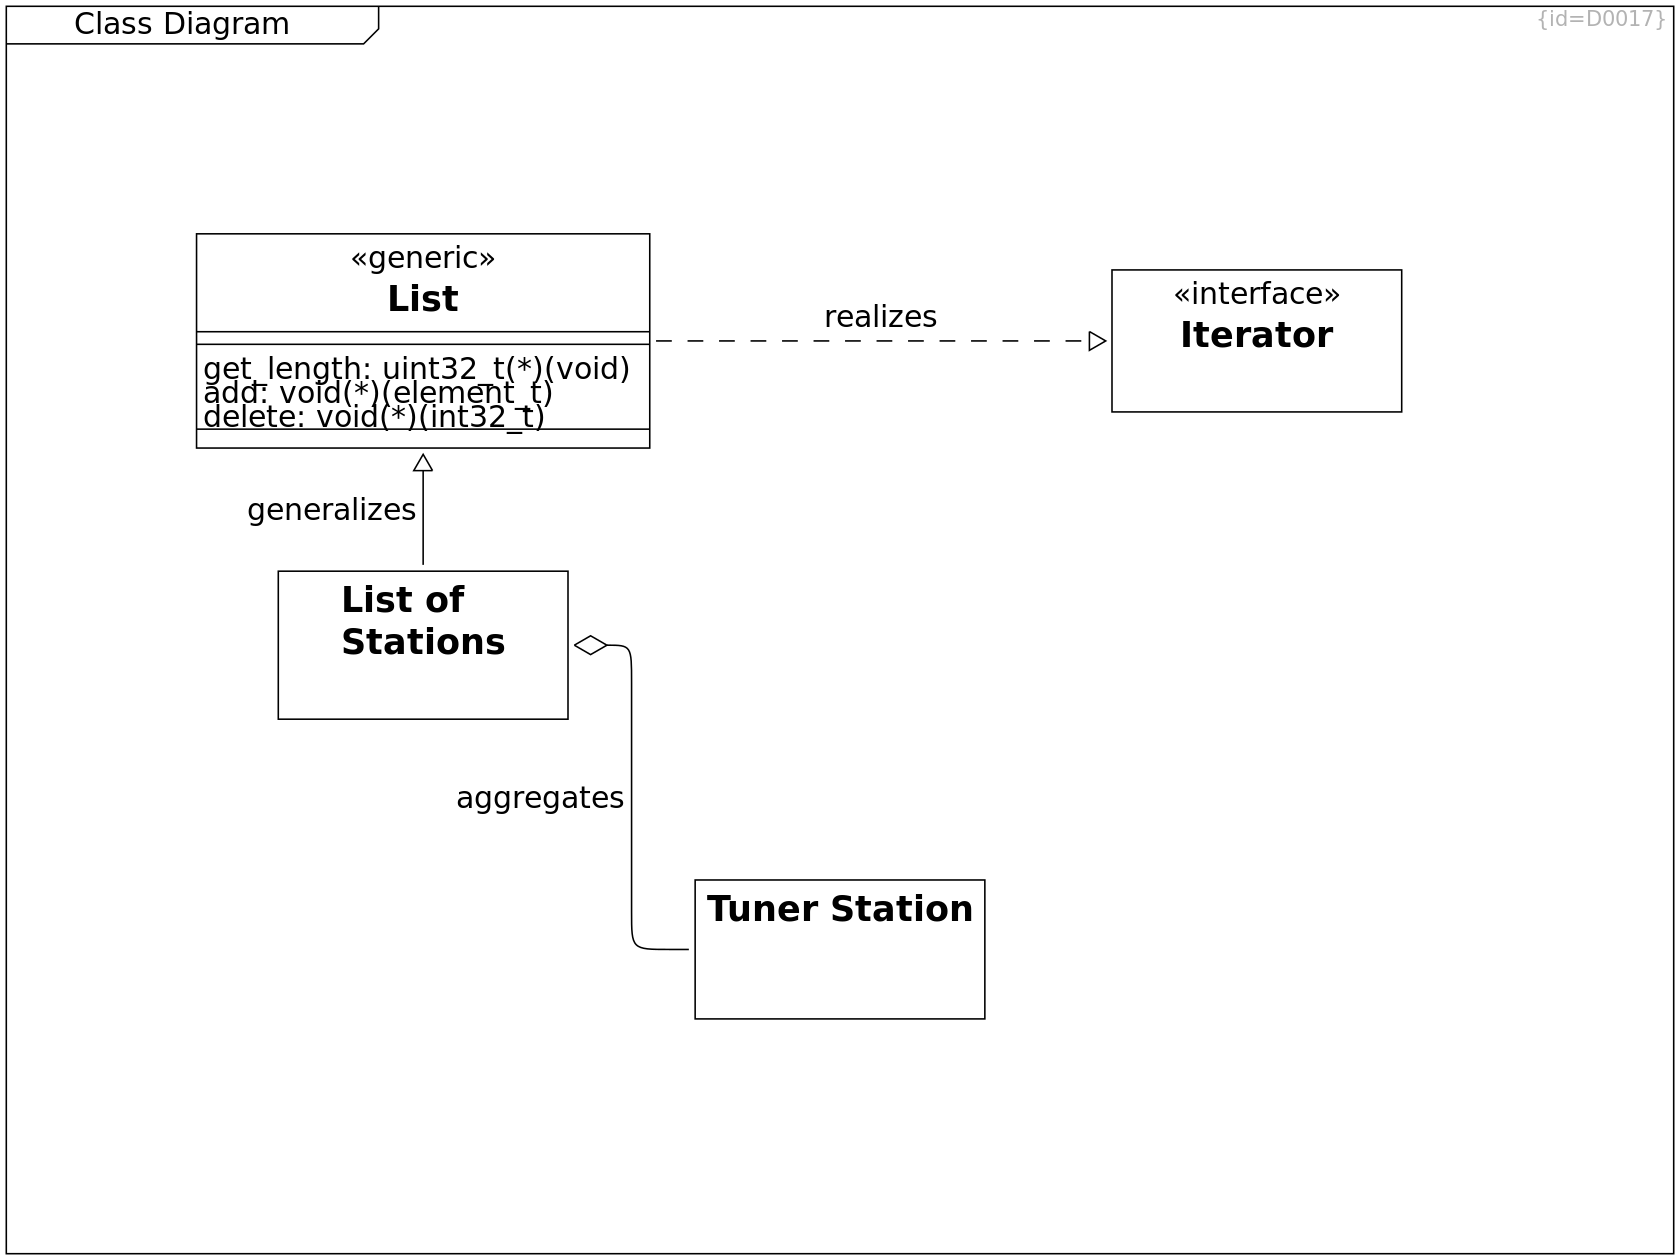 Class Diagram
{id=D0017}
«generic»
List
get_length: uint32_t(*)(void)
add: void(*)(element_t)
delete: void(*)(int32_t)
realizes
«interface»
Iterator
generalizes
List of
Stations
aggregates
Tuner Station